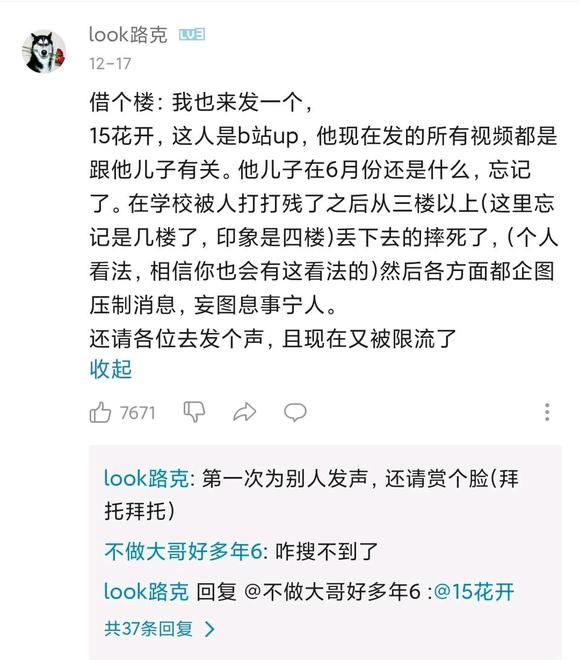 look路克 LV3
12-17
借个楼：我也来发一个，
15花开，这人是b站up，他现在发的所有视频都是
跟他儿子有关。他儿子在6月份还是什么，忘记
了。在学校被人打打残了之后从三楼以上(这里忘
记是几楼了，印象是四楼)丢下去的摔死了，(个人
看法，相信你也会有这看法的)然后各方面都企图
压制消息，妄图息事宁人。
还请各位去发个声，且现在又被限流了
收起
7671
look路克: 第一次为别人发声，还请赏个脸(拜
托拜托)
不做大哥好多年6: 咋搜不到了
look路克 回复 @不做大哥好多年6 :@15花开
共37条回复